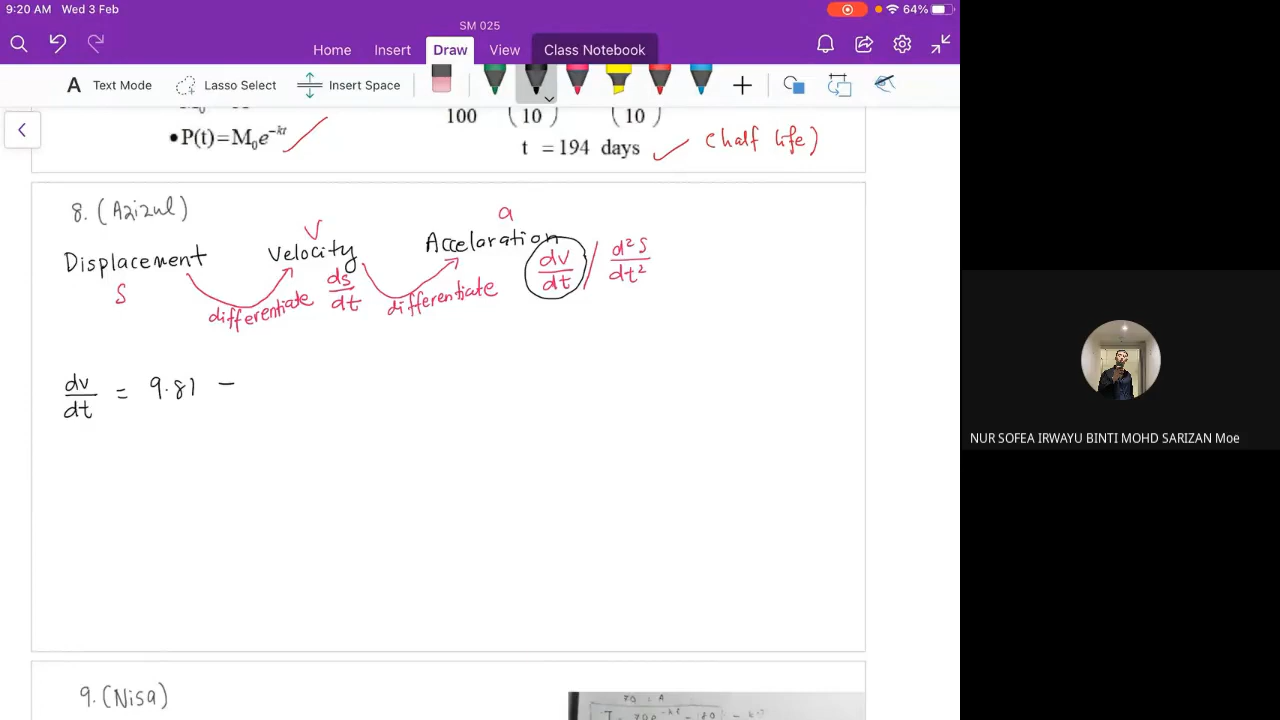 9:20 AM Wed 3 Feb
64%
SM 025
Home Insert Draw View Class Notebook
A Text Mode Lasso Select Insert Space
100 (10) (10)
•P(t)=M₀e^-kt
t = 194 days (half life)
8. (Azizul)
Displacement Velocity Accelaration
S V a
differentiate ds/dt differentiate dv/dt / d²s/dt²
dv/dt = 9.81 −
9. (Nisa)
NUR SOFEA IRWAYU BINTI MOHD SARIZAN Moe